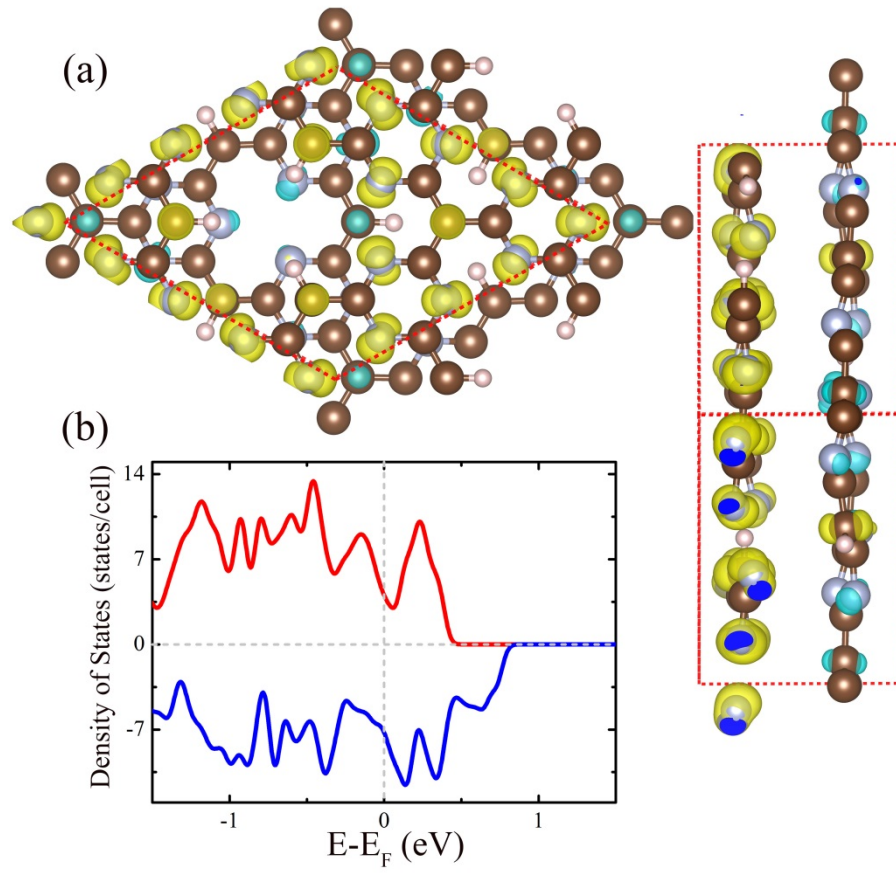 (a)
(b)
14
7
0
-7
Density of States (states/cell)
-1
0
1
E-E_F (eV)